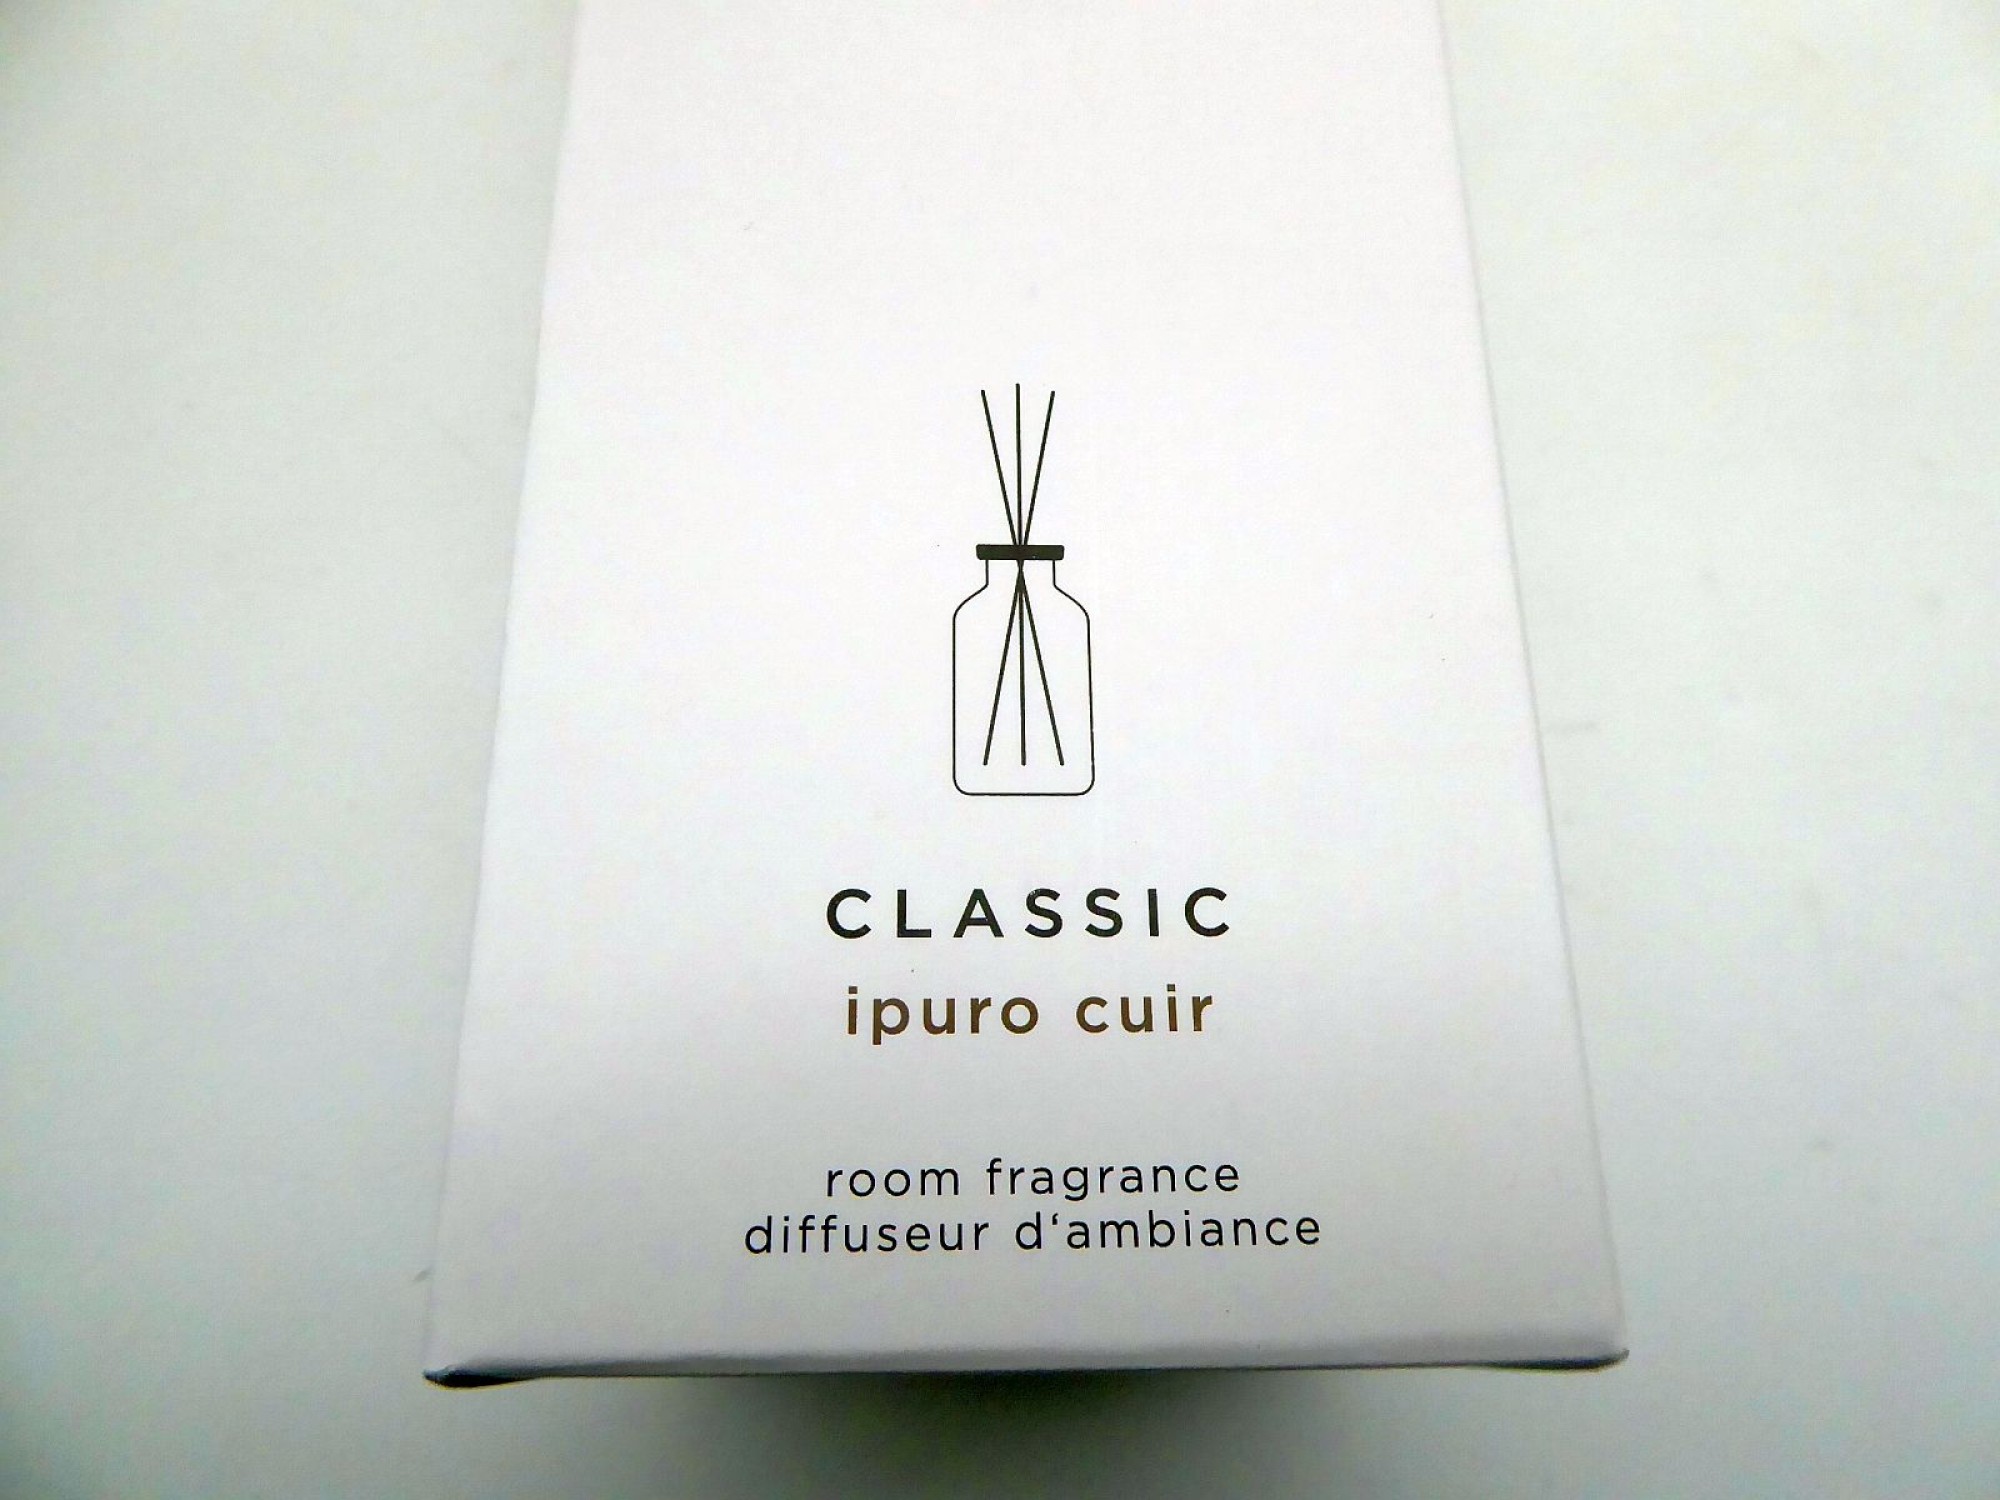 CLASSIC
ipuro cuir
room fragrance
diffuseur d‘ambiance